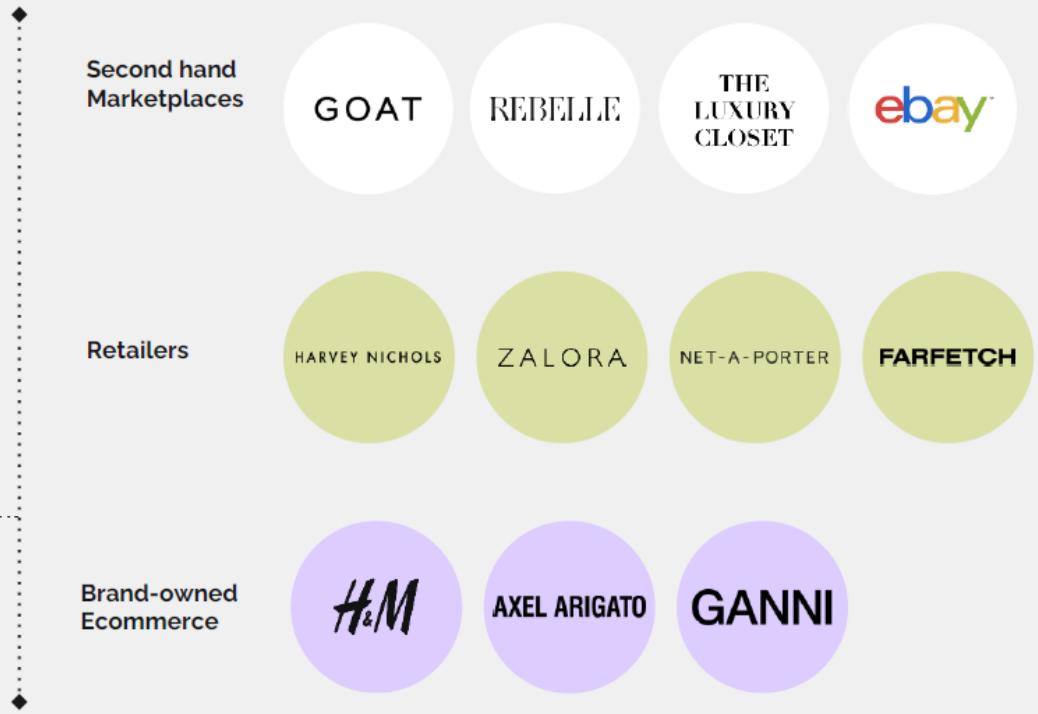 Second hand
Marketplaces
GOAT
REBELLE
THE
LUXURY
CLOSET
ebay™
Retailers
HARVEY NICHOLS
ZALORA
NET-A-PORTER
FARFETCH
Brand-owned
Ecommerce
H&M
AXEL ARIGATO
GANNI